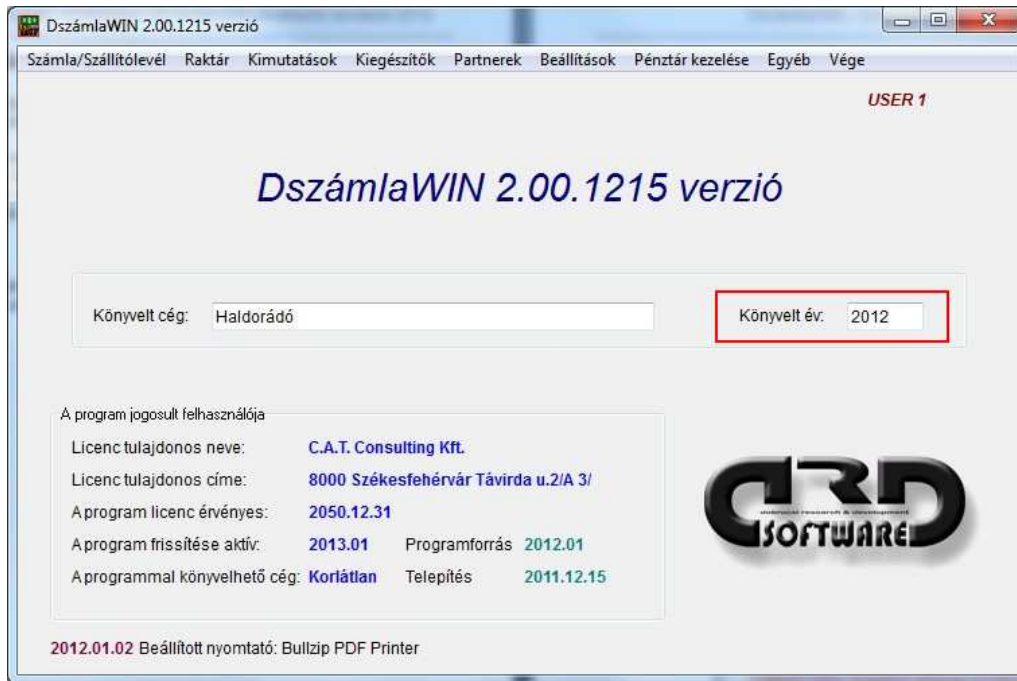 DszámlaWIN 2.00.1215 verzió
Számla/Szállítólevél Raktár Kimutatások Kiegészítők Partnerek Beállítások Pénztár kezelése Egyéb Vége
USER 1
DszámlaWIN 2.00.1215 verzió
Könyvelt cég: Haldorádó Könyvelt év: 2012
A program jogosult felhasználója
Licenc tulajdonos neve: C.A.T. Consulting Kft.
Licenc tulajdonos címe: 8000 Székesfehérvár Távirda u.2/A 3/
A program licenc érvényes: 2050.12.31
A program frissítése aktív: 2013.01 Programforrás 2012.01
A programmal könyvelhető cég: Korlátlan Telepítés 2011.12.15
DRD
research & development
SOFTWARE
2012.01.02 Beállított nyomtató: Bullzip PDF Printer